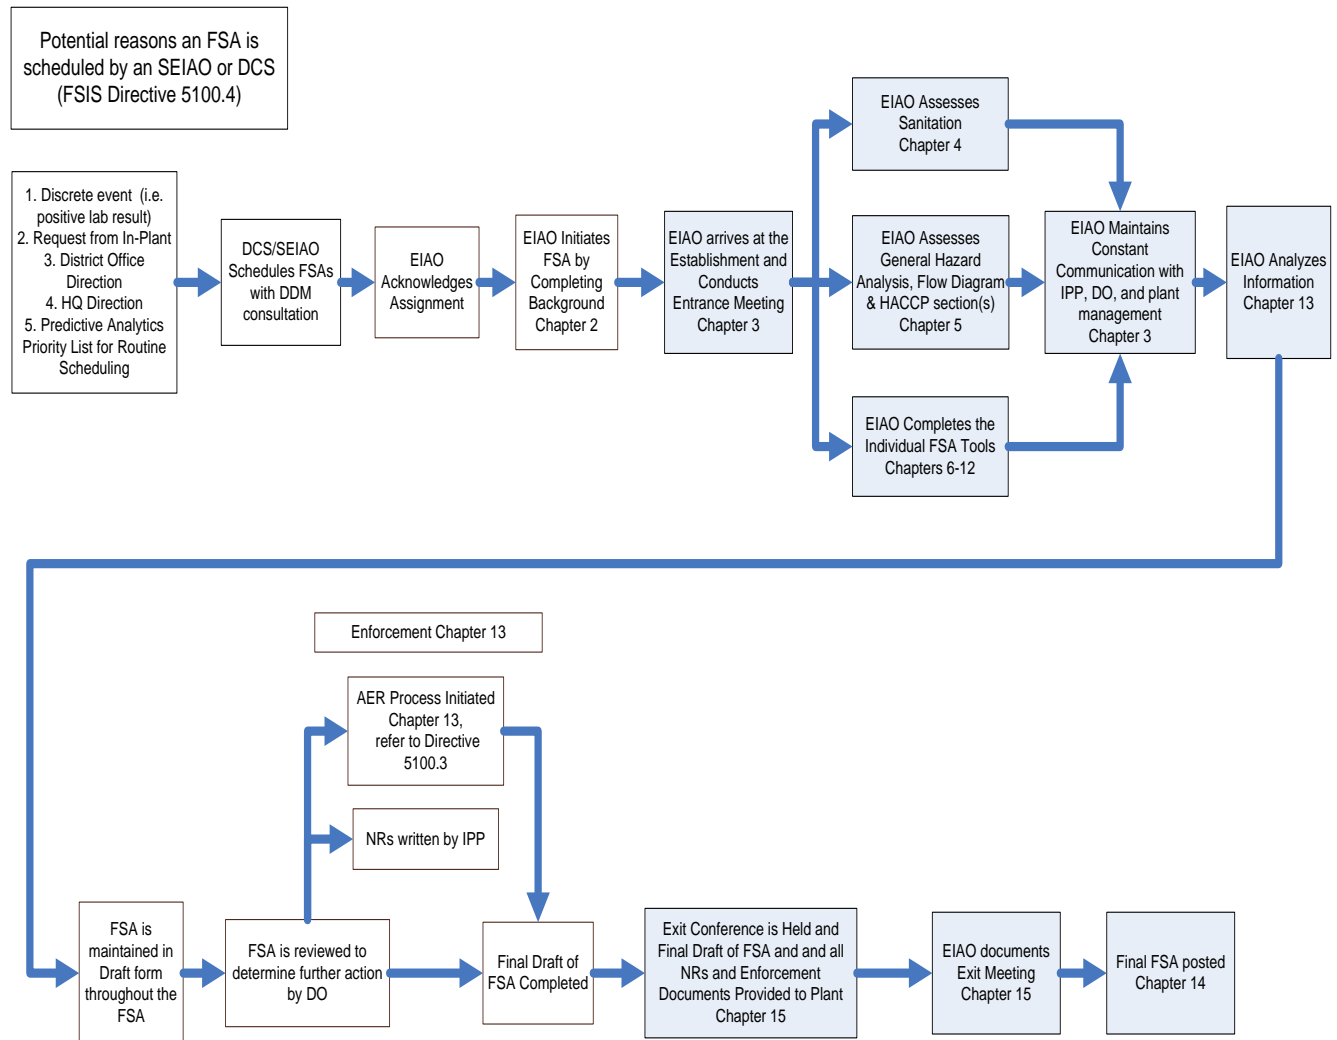 Potential reasons an FSA is
scheduled by an SEIAO or DCS
(FSIS Directive 5100.4)
1. Discrete event (i.e.
positive lab result)
2. Request from In-Plant
3. District Office
Direction
4. HQ Direction
5. Predictive Analytics
Priority List for Routine
Scheduling
DCS/SEIAO
Schedules FSAs
with DDM
consultation
EIAO
Acknowledges
Assignment
EIAO Initiates
FSA by
Completing
Background
Chapter 2
EIAO arrives at the
Establishment and
Conducts
Entrance Meeting
Chapter 3
EIAO Assesses
Sanitation
Chapter 4
EIAO Assesses
General Hazard
Analysis, Flow Diagram
& HACCP section(s)
Chapter 5
EIAO Completes the
Individual FSA Tools
Chapters 6-12
EIAO Maintains
Constant
Communication with
IPP, DO, and plant
management
Chapter 3
EIAO Analyzes
Information
Chapter 13
Enforcement Chapter 13
AER Process Initiated
Chapter 13,
refer to Directive
5100.3
NRs written by IPP
FSA is
maintained in
Draft form
throughout the
FSA
FSA is reviewed to
determine further action
by DO
Final Draft of
FSA Completed
Exit Conference is Held and
Final Draft of FSA and and all
NRs and Enforcement
Documents Provided to Plant
Chapter 15
EIAO documents
Exit Meeting
Chapter 15
Final FSA posted
Chapter 14